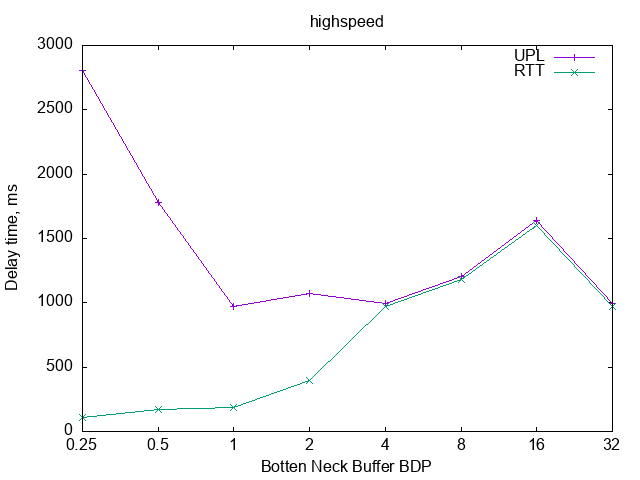 highspeed
UPL
RTT
3000
2500
2000
1500
1000
500
0
Delay time, ms
0.25 0.5 1 2 4 8 16 32
Botten Neck Buffer BDP